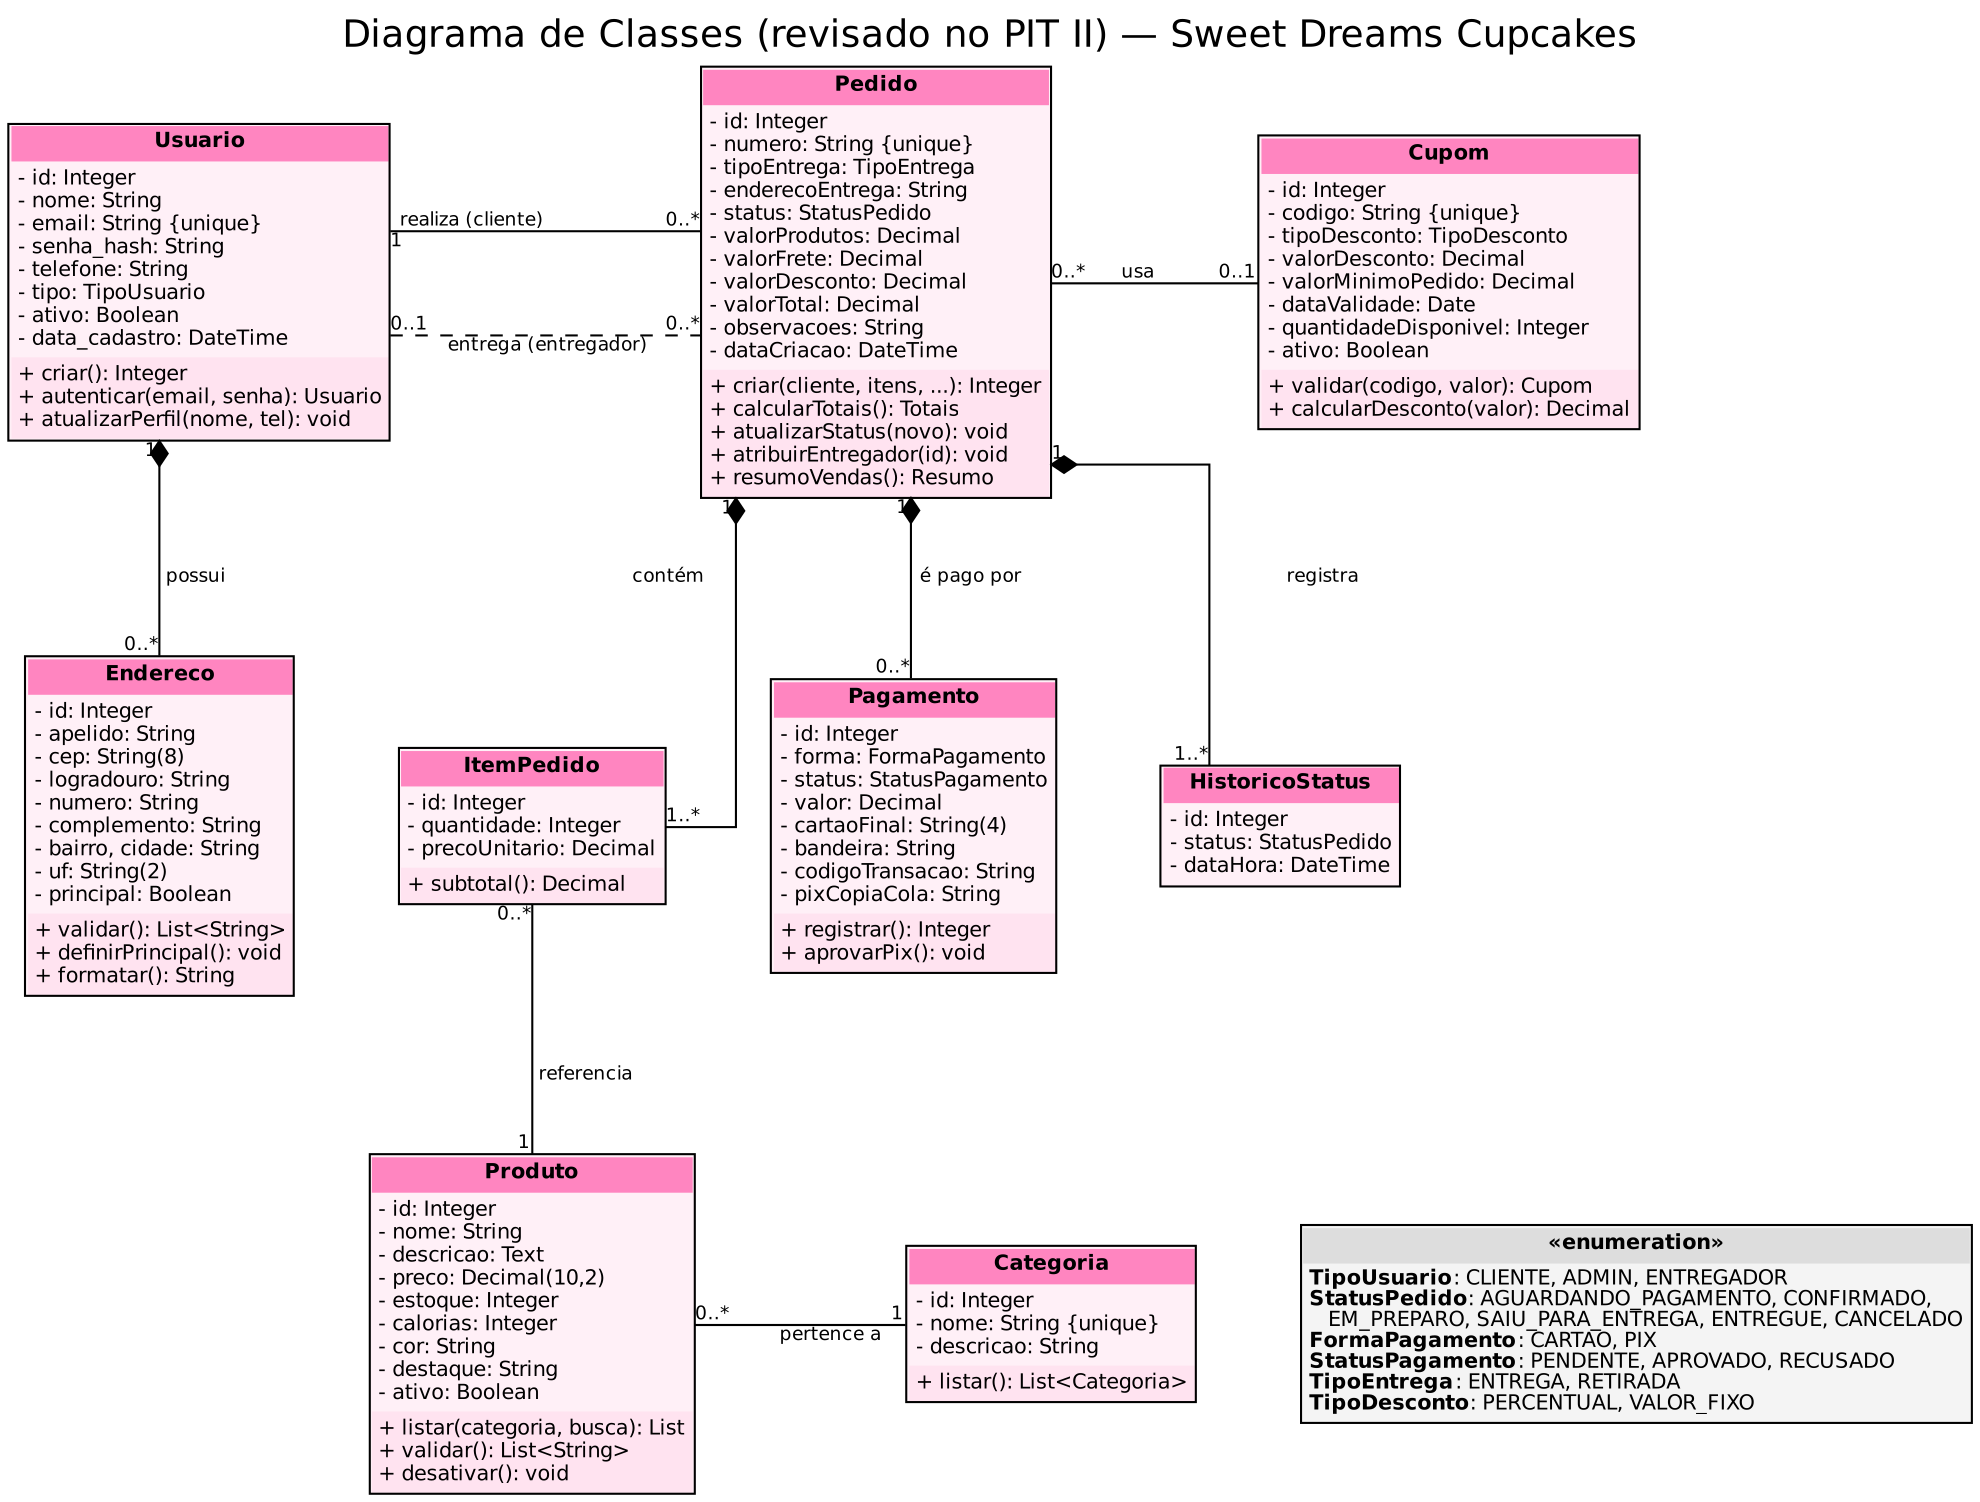 Diagrama de Classes (revisado no PIT II) — Sweet Dreams Cupcakes
Usuario
- id: Integer
- nome: String
- email: String {unique}
- senha_hash: String
- telefone: String
- tipo: TipoUsuario
- ativo: Boolean
- data_cadastro: DateTime
+ criar(): Integer
+ autenticar(email, senha): Usuario
+ atualizarPerfil(nome, tel): void
realiza (cliente)
1
0..*
0..1
0..*
entrega (entregador)
Pedido
- id: Integer
- numero: String {unique}
- tipoEntrega: TipoEntrega
- enderecoEntrega: String
- status: StatusPedido
- valorProdutos: Decimal
- valorFrete: Decimal
- valorDesconto: Decimal
- valorTotal: Decimal
- observacoes: String
- dataCriacao: DateTime
+ criar(cliente, itens, ...): Integer
+ calcularTotais(): Totais
+ atualizarStatus(novo): void
+ atribuirEntregador(id): void
+ resumoVendas(): Resumo
0..*
usa
0..1
Cupom
- id: Integer
- codigo: String {unique}
- tipoDesconto: TipoDesconto
- valorDesconto: Decimal
- valorMinimoPedido: Decimal
- dataValidade: Date
- quantidadeDisponivel: Integer
- ativo: Boolean
+ validar(codigo, valor): Cupom
+ calcularDesconto(valor): Decimal
1
possui
0..*
1
contém
1..*
1
é pago por
0..*
1
registra
1..*
Endereco
- id: Integer
- apelido: String
- cep: String(8)
- logradouro: String
- numero: String
- complemento: String
- bairro, cidade: String
- uf: String(2)
- principal: Boolean
+ validar(): List<String>
+ definirPrincipal(): void
+ formatar(): String
ItemPedido
- id: Integer
- quantidade: Integer
- precoUnitario: Decimal
+ subtotal(): Decimal
Pagamento
- id: Integer
- forma: FormaPagamento
- status: StatusPagamento
- valor: Decimal
- cartaoFinal: String(4)
- bandeira: String
- codigoTransacao: String
- pixCopiaCola: String
+ registrar(): Integer
+ aprovarPix(): void
HistoricoStatus
- id: Integer
- status: StatusPedido
- dataHora: DateTime
0..*
referencia
1
Produto
- id: Integer
- nome: String
- descricao: Text
- preco: Decimal(10,2)
- estoque: Integer
- calorias: Integer
- cor: String
- destaque: String
- ativo: Boolean
+ listar(categoria, busca): List
+ validar(): List<String>
+ desativar(): void
0..*
1
pertence a
Categoria
- id: Integer
- nome: String {unique}
- descricao: String
+ listar(): List<Categoria>
«enumeration»
TipoUsuario: CLIENTE, ADMIN, ENTREGADOR
StatusPedido: AGUARDANDO_PAGAMENTO, CONFIRMADO,
EM_PREPARO, SAIU_PARA_ENTREGA, ENTREGUE, CANCELADO
FormaPagamento: CARTAO, PIX
StatusPagamento: PENDENTE, APROVADO, RECUSADO
TipoEntrega: ENTREGA, RETIRADA
TipoDesconto: PERCENTUAL, VALOR_FIXO